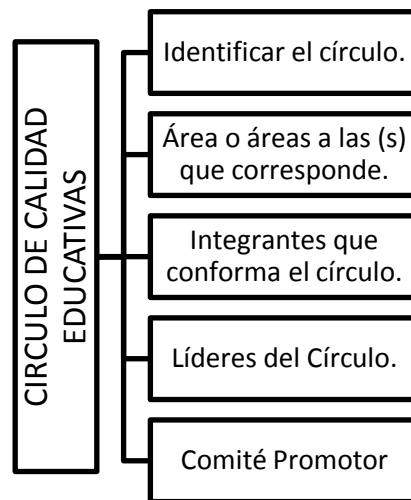 CIRCULO DE CALIDAD
EDUCATIVAS
Identificar el círculo.
Área o áreas a las (s)
que corresponde.
Integrantes que
conforma el círculo.
Líderes del Círculo.
Comité Promotor